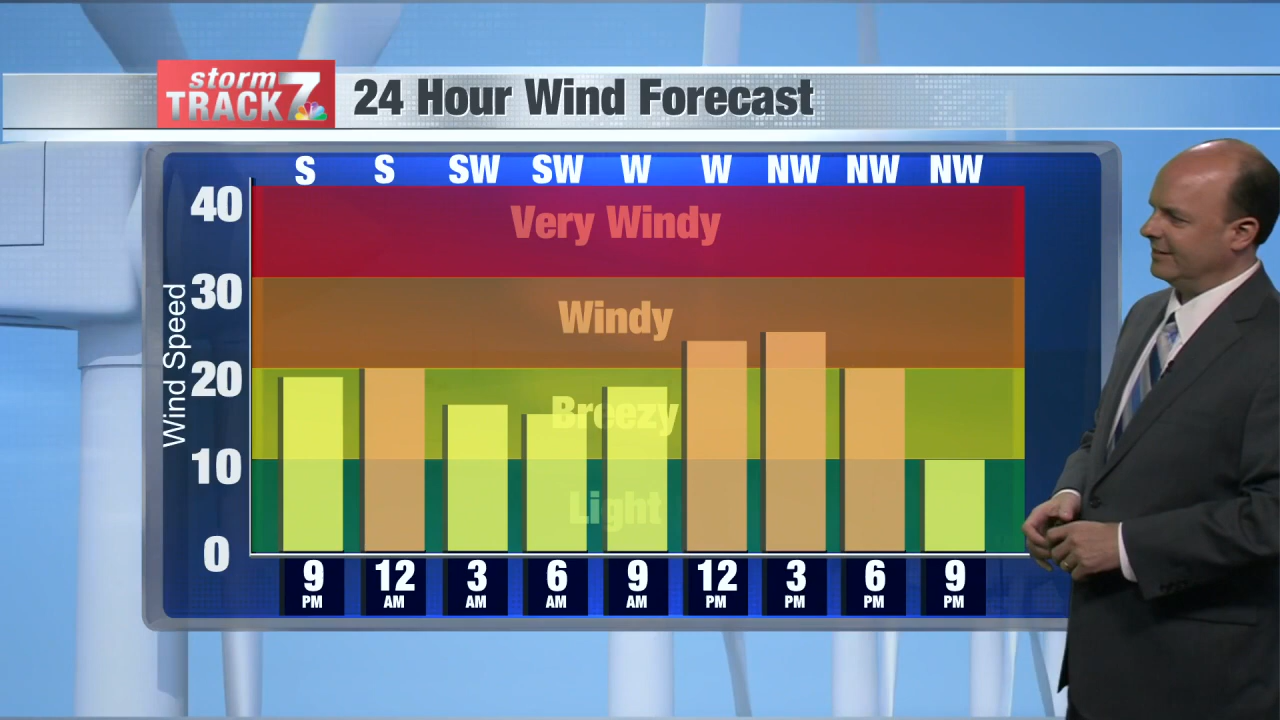 storm
TRACK 7
24 Hour Wind Forecast
S S SW SW W W NW NW NW
40
Very Windy
30
Windy
Wind Speed
20
Breezy
10
Light
0
9 12 3 6 9 12 3 6 9
PM AM AM AM AM PM PM PM PM